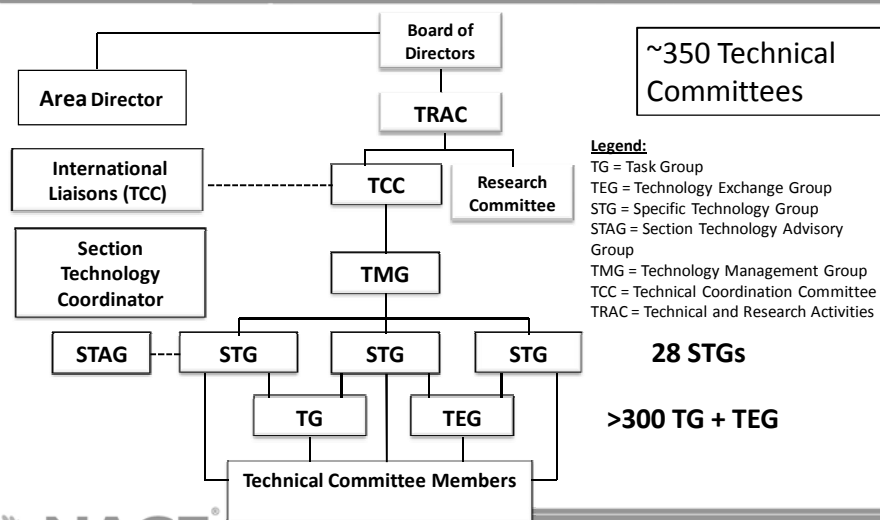 Board of
Directors
~350 Technical
Committees
Area Director
TRAC
Legend:
TG = Task Group
TEG = Technology Exchange Group
STG = Specific Technology Group
STAG = Section Technology Advisory
Group
TMG = Technology Management Group
TCC = Technical Coordination Committee
TRAC = Technical and Research Activities
International
Liaisons (TCC)
TCC
Research
Committee
Section
Technology
Coordinator
TMG
STAG
STG
STG
STG
28 STGs
TG
TEG
>300 TG + TEG
Technical Committee Members
NACE®